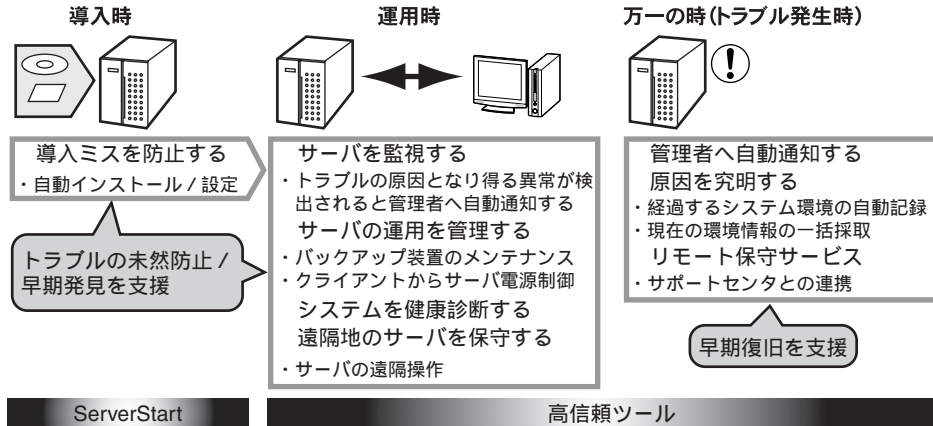 導入時
導入ミスを防止する
・自動インストール / 設定
トラブルの未然防止 /
早期発見を支援
ServerStart
運用時
サーバを監視する
・トラブルの原因となり得る異常が検
出されると管理者へ自動通知する
サーバの運用を管理する
・バックアップ装置のメンテナンス
・クライアントからサーバ電源制御
システムを健康診断する
遠隔地のサーバを保守する
・サーバの遠隔操作
万一の時(トラブル発生時)
!
管理者へ自動通知する
原因を究明する
・経過するシステム環境の自動記録
・現在の環境情報の一括採取
リモート保守サービス
・サポートセンタとの連携
早期復旧を支援
高信頼ツール